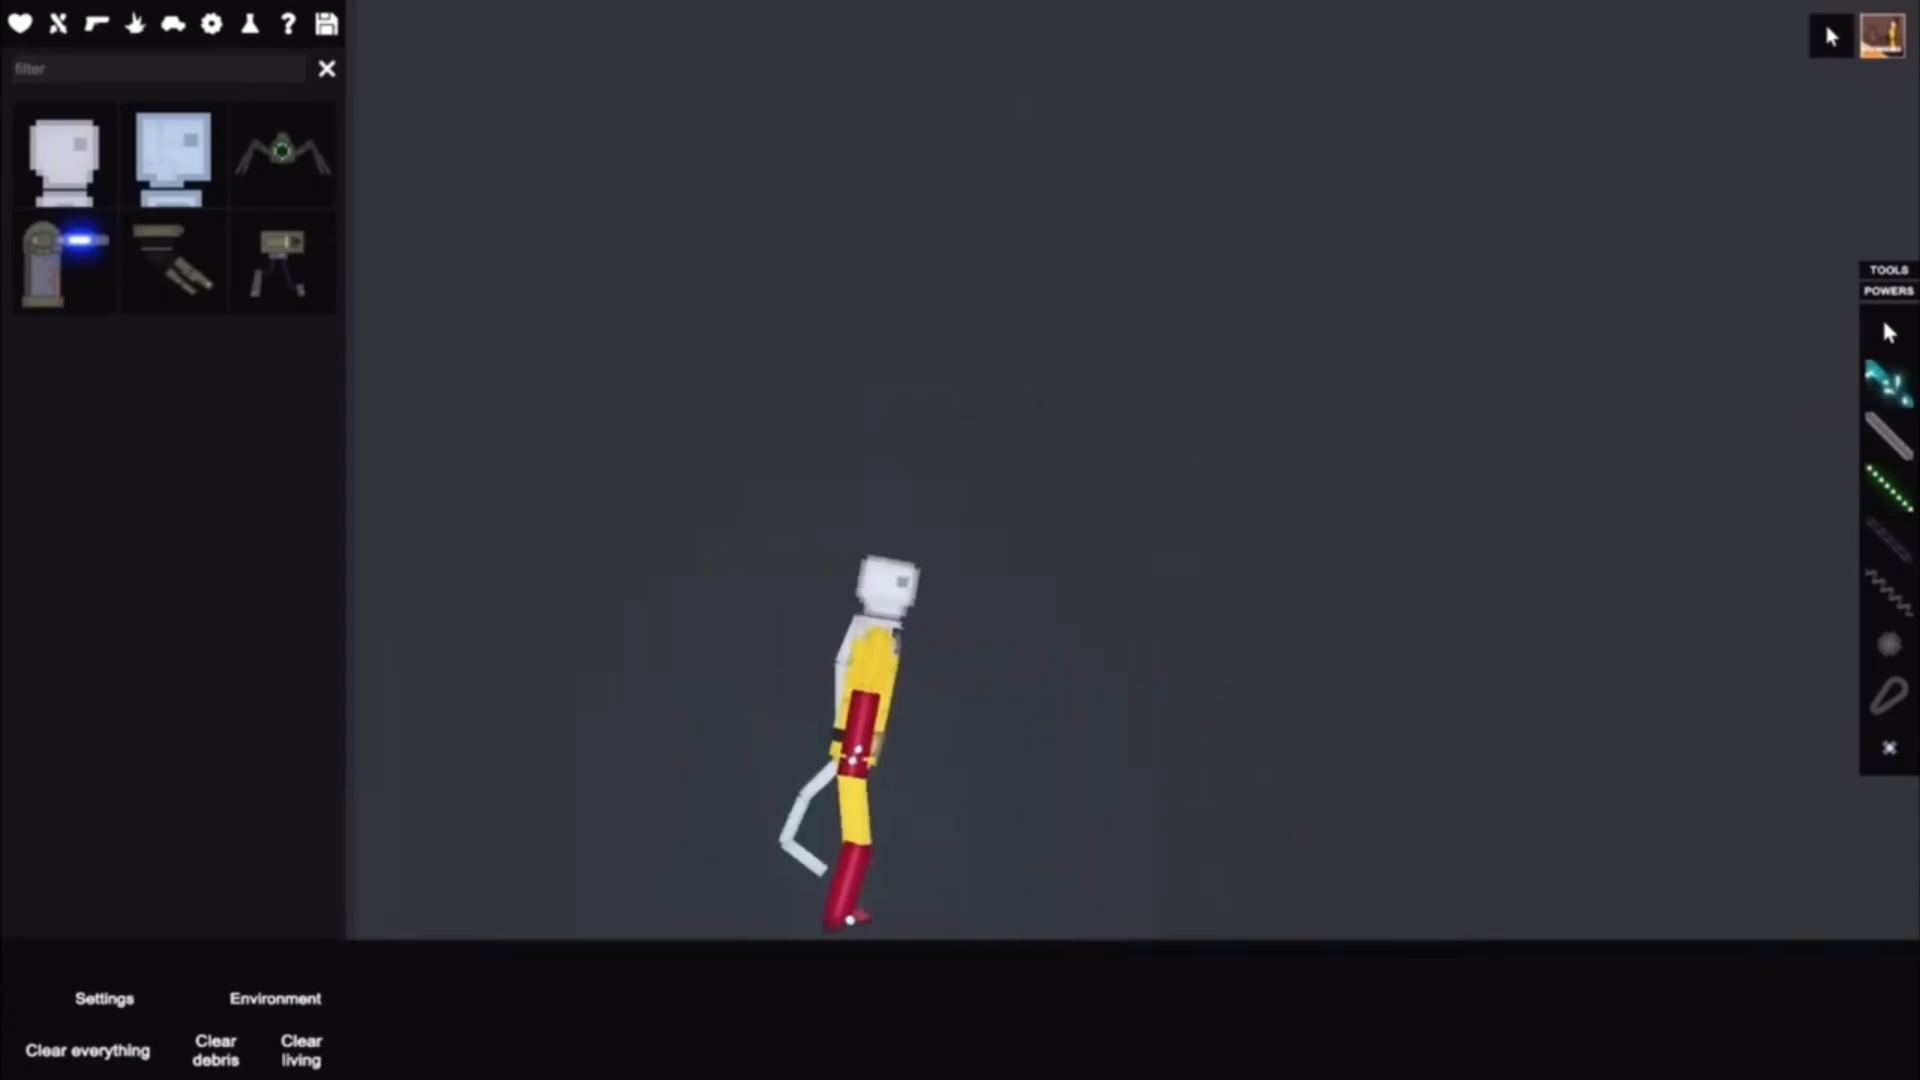 filter
TOOLS
POWERS
Settings
Environment
Clear everything
Clear
debris
Clear
living